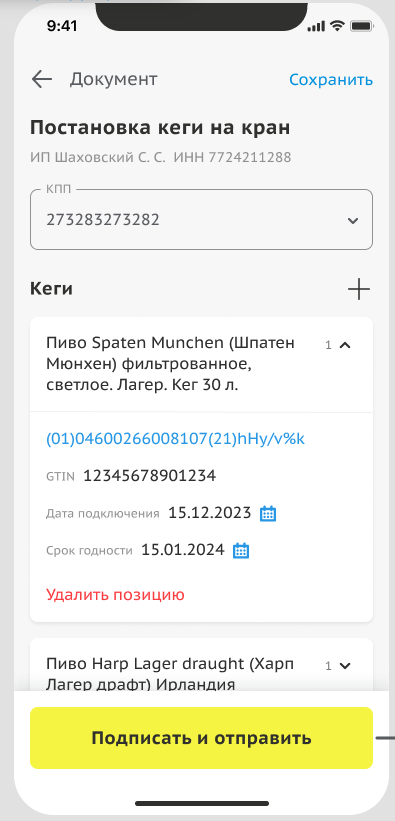 9:41
Документ
Сохранить
Постановка кеги на кран
ИП Шаховский С. С. ИНН 7724211288
КПП
273283273282
Кеги
Пиво Spaten Munchen (Шпатен
1
Мюнхен) фильтрованное,
светлое. Лагер. Кег 30 л.
(01)04600266008107(21)hHy/v%k
GTIN 12345678901234
Дата подключения 15.12.2023
Срок годности 15.01.2024
Удалить позицию
Пиво Harp Lager draught (Харп
1
Лагер драфт) Ирландия
Подписать и отправить